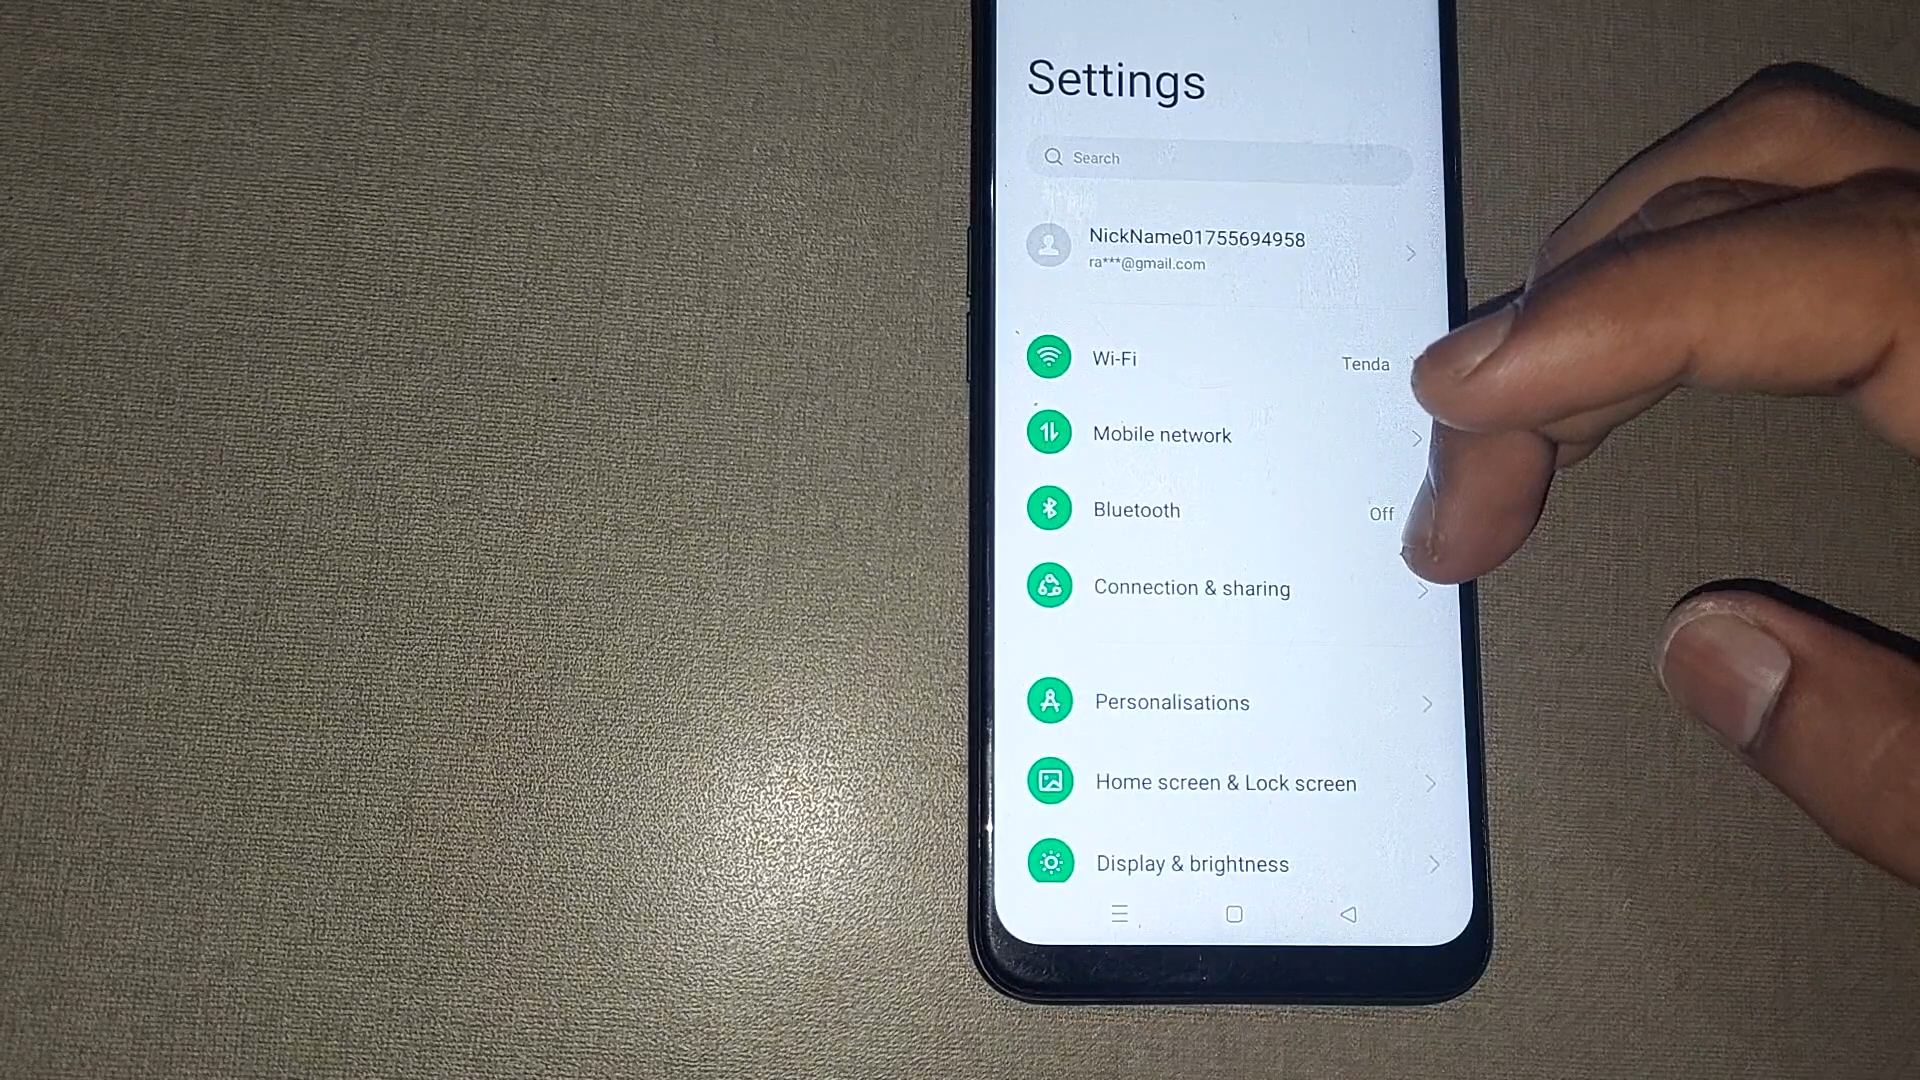 Settings
Search
NickName01755694958
ra***@gmail.com
Wi-Fi Tenda
Mobile network
Bluetooth Off
Connection & sharing
Personalisations
Home screen & Lock screen
Display & brightness